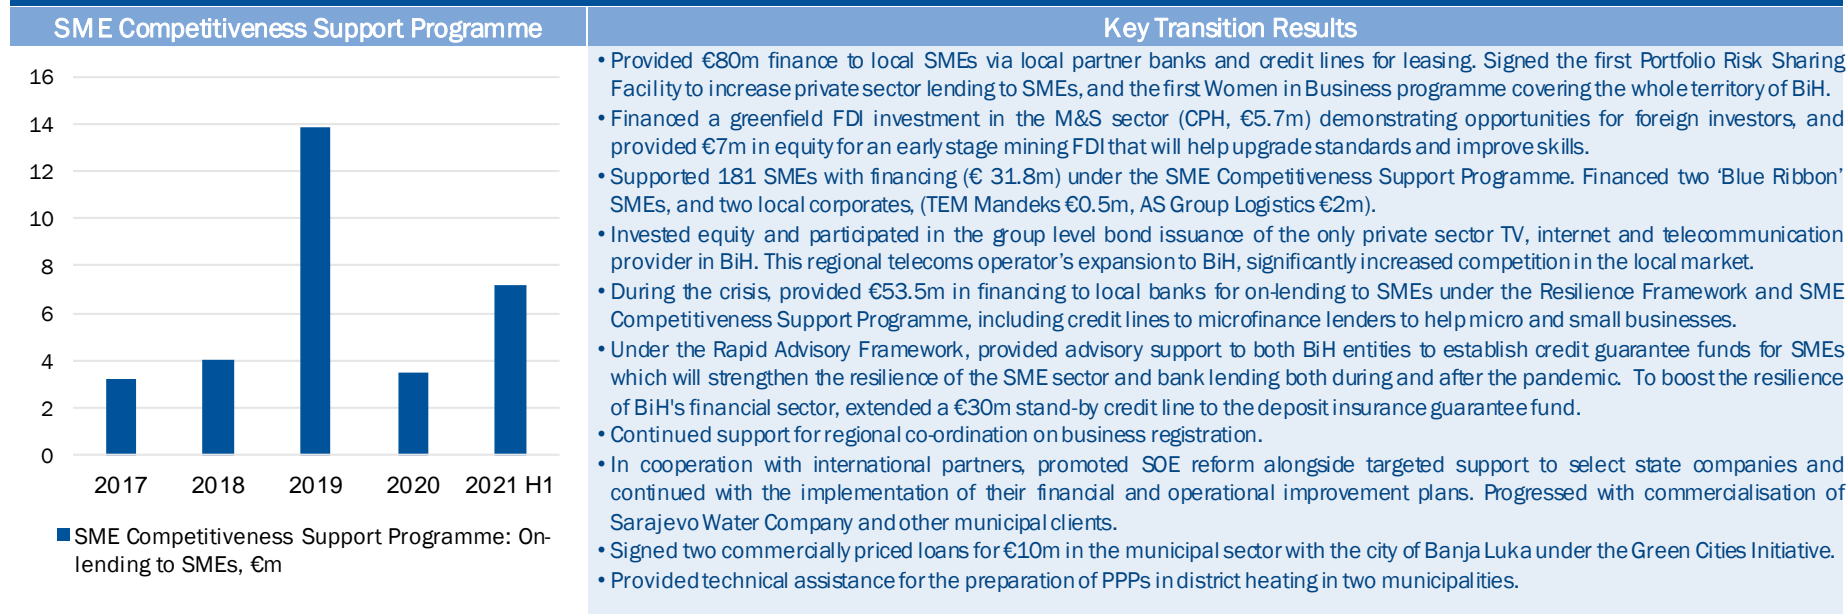 SME Competitiveness Support Programme
16
14
12
10
8
6
4
2
0
2017 2018 2019 2020 2021 H1
SME Competitiveness Support Programme: On-
lending to SMEs, €m
Key Transition Results
• Provided €80m finance to local SMEs via local partner banks and credit lines for leasing. Signed the first Portfolio Risk Sharing
Facility to increase private sector lending to SMEs, and the first Women in Business programme covering the whole territory of BiH.
• Financed a greenfield FDI investment in the M&S sector (CPH, €5.7m) demonstrating opportunities for foreign investors, and
provided €7m in equity for an early stage mining FDI that will help upgrade standards and improve skills.
• Supported 181 SMEs with financing (€ 31.8m) under the SME Competitiveness Support Programme. Financed two ‘Blue Ribbon’
SMEs, and two local corporates, (TEM Mandeks €0.5m, AS Group Logistics €2m).
• Invested equity and participated in the group level bond issuance of the only private sector TV, internet and telecommunication
provider in BiH. This regional telecoms operator’s expansion to BiH, significantly increased competition in the local market.
• During the crisis, provided €53.5m in financing to local banks for on-lending to SMEs under the Resilience Framework and SME
Competitiveness Support Programme, including credit lines to microfinance lenders to help micro and small businesses.
• Under the Rapid Advisory Framework, provided advisory support to both BiH entities to establish credit guarantee funds for SMEs
which will strengthen the resilience of the SME sector and bank lending both during and after the pandemic. To boost the resilience
of BiH's financial sector, extended a €30m stand-by credit line to the deposit insurance guarantee fund.
• Continued support for regional co-ordination on business registration.
• In cooperation with international partners, promoted SOE reform alongside targeted support to select state companies and
continued with the implementation of their financial and operational improvement plans. Progressed with commercialisation of
Sarajevo Water Company and other municipal clients.
• Signed two commercially priced loans for €10m in the municipal sector with the city of Banja Luka under the Green Cities Initiative.
• Provided technical assistance for the preparation of PPPs in district heating in two municipalities.